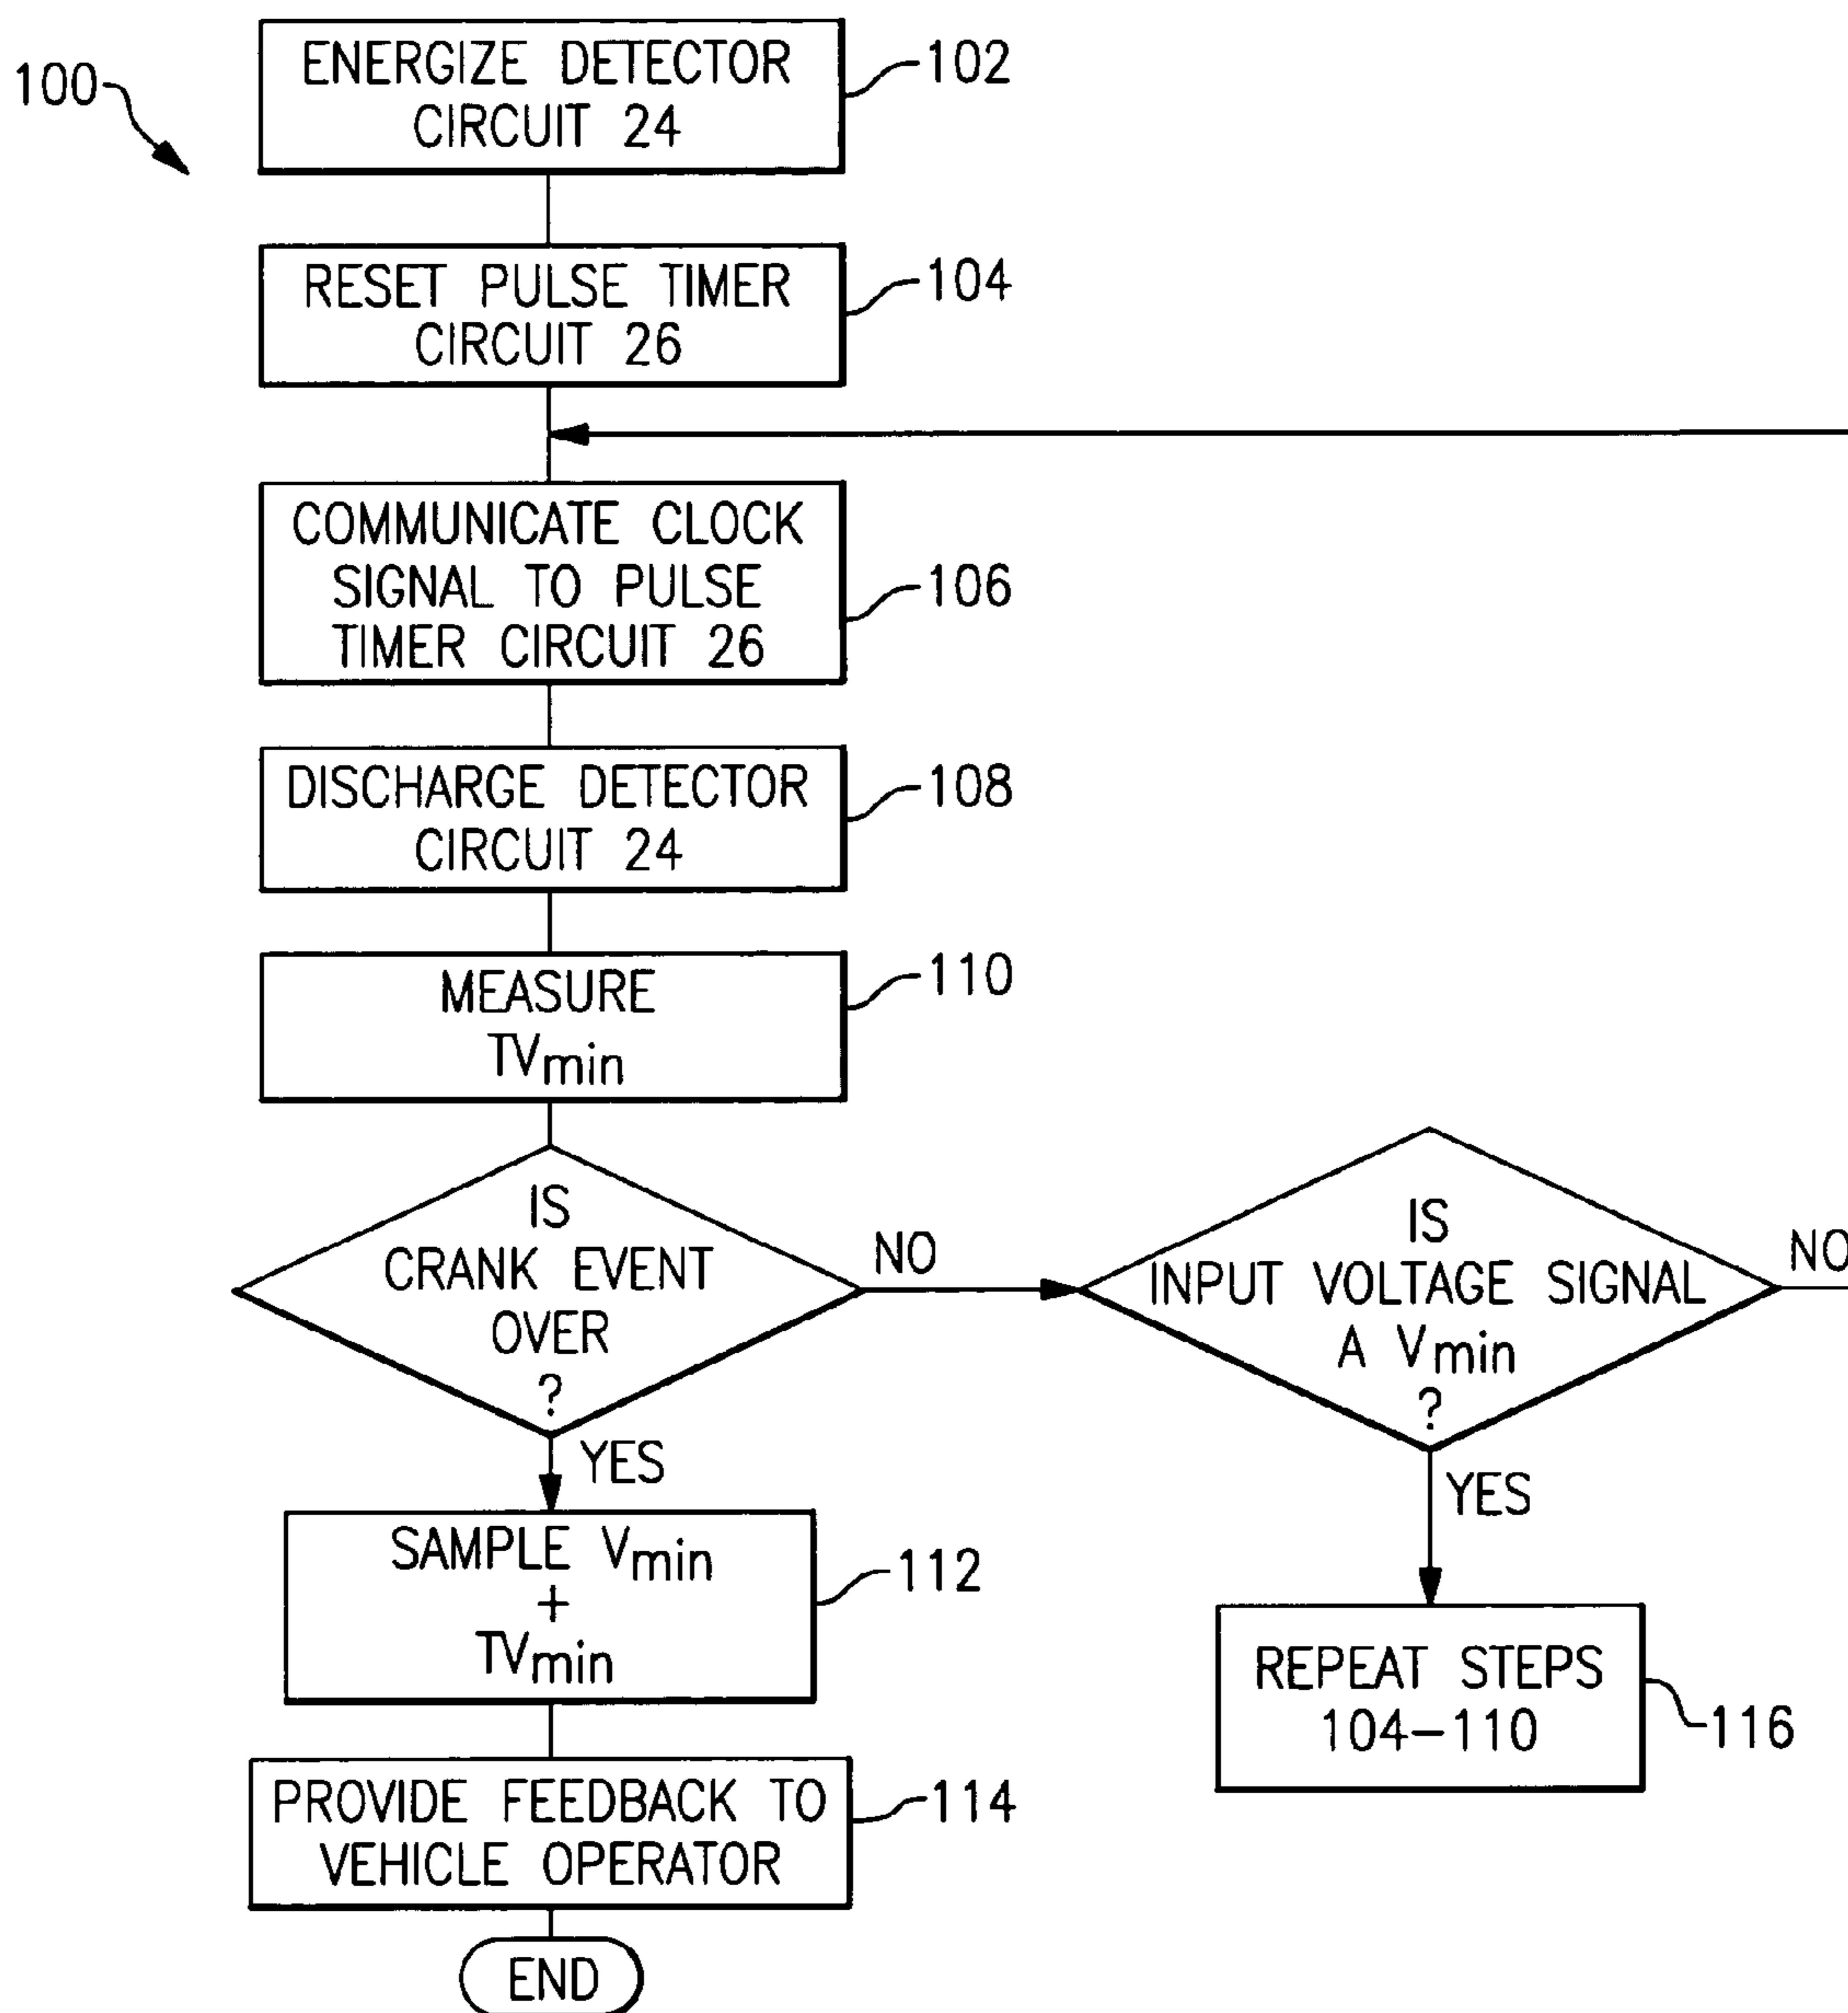 100
ENERGIZE DETECTOR
CIRCUIT 24
102
RESET PULSE TIMER
CIRCUIT 26
104
COMMUNICATE CLOCK
SIGNAL TO PULSE
TIMER CIRCUIT 26
106
DISCHARGE DETECTOR
CIRCUIT 24
108
MEASURE
TVmin
110
IS
CRANK EVENT
OVER
?
NO
IS
INPUT VOLTAGE SIGNAL
A Vmin
?
NO
YES
SAMPLE Vmin
+
TVmin
112
YES
REPEAT STEPS
104-110
116
PROVIDE FEEDBACK TO
VEHICLE OPERATOR
114
END